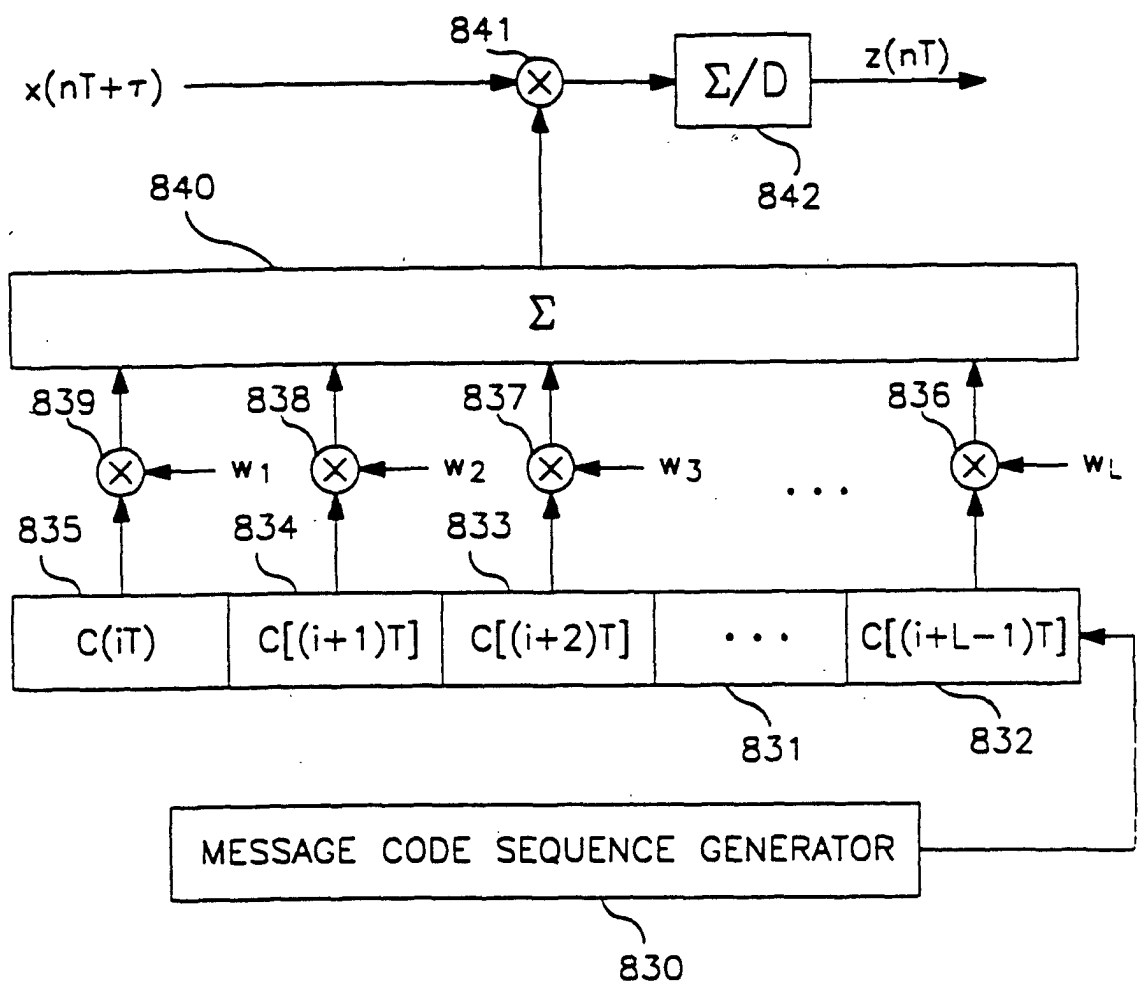 841
x(nT+τ)
Σ/D
z(nT)
842
840
Σ
839
838
837
836
w1
w2
w3
...
wL
835
834
833
C(iT)
C[(i+1)T]
C[(i+2)T]
...
C[(i+L-1)T]
831
832
MESSAGE CODE SEQUENCE GENERATOR
830